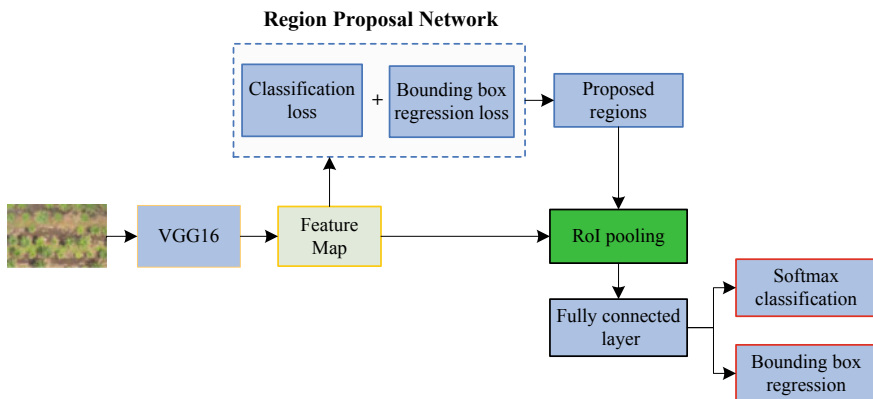 Region Proposal Network
Classification
loss
+
Bounding box
regression loss
Proposed
regions
VGG16
Feature
Map
RoI pooling
Fully connected
layer
Softmax
classification
Bounding box
regression